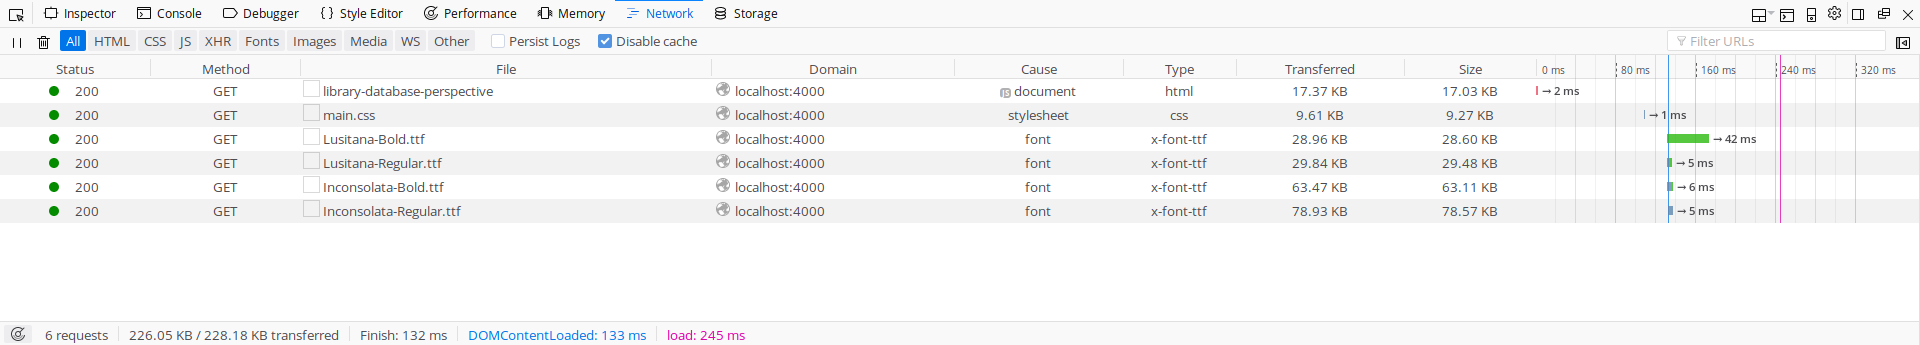 Inspector Console Debugger {} Style Editor Performance Memory Network Storage
All HTML CSS JS XHR Fonts Images Media WS Other Persist Logs Disable cache Filter URLs
Status Method File Domain Cause Type Transferred Size 0 ms 80 ms 160 ms 240 ms 320 ms
200 GET library-database-perspective localhost:4000 JS document html 17.37 KB 17.03 KB → 2 ms
200 GET main.css localhost:4000 stylesheet css 9.61 KB 9.27 KB → 1 ms
200 GET Lusitana-Bold.ttf localhost:4000 font x-font-ttf 28.96 KB 28.60 KB → 42 ms
200 GET Lusitana-Regular.ttf localhost:4000 font x-font-ttf 29.84 KB 29.48 KB → 5 ms
200 GET Inconsolata-Bold.ttf localhost:4000 font x-font-ttf 63.47 KB 63.11 KB → 6 ms
200 GET Inconsolata-Regular.ttf localhost:4000 font x-font-ttf 78.93 KB 78.57 KB → 5 ms
6 requests 226.05 KB / 228.18 KB transferred Finish: 132 ms DOMContentLoaded: 133 ms load: 245 ms